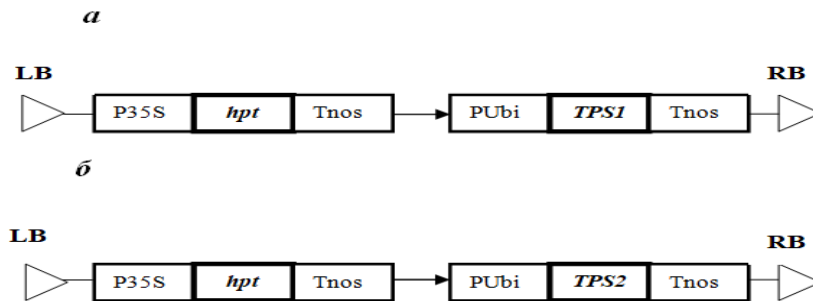 а
LB RB
P35S hpt Tnos PUbi TPS1 Tnos
б
LB RB
P35S hpt Tnos PUbi TPS2 Tnos